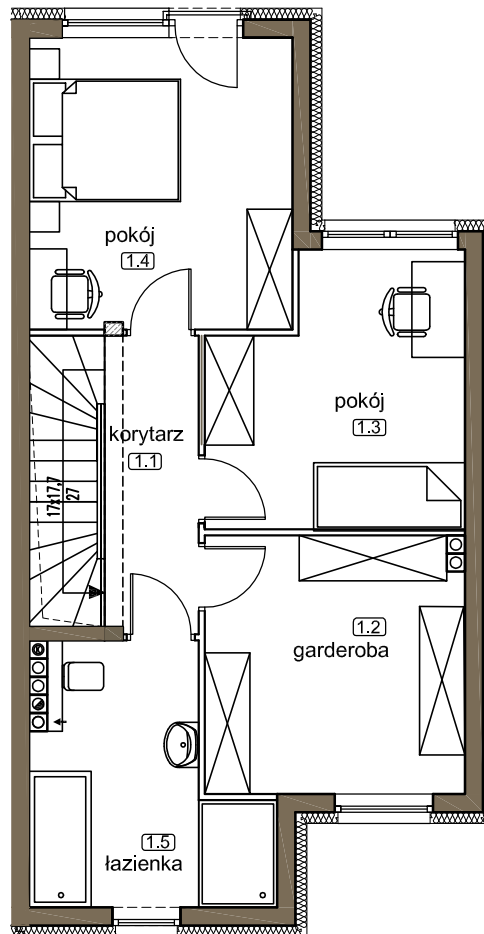 pokój
1.4
pokój
1.3
korytarz
1.1
17x17,7
27
1.2
garderoba
1.5
łazienka